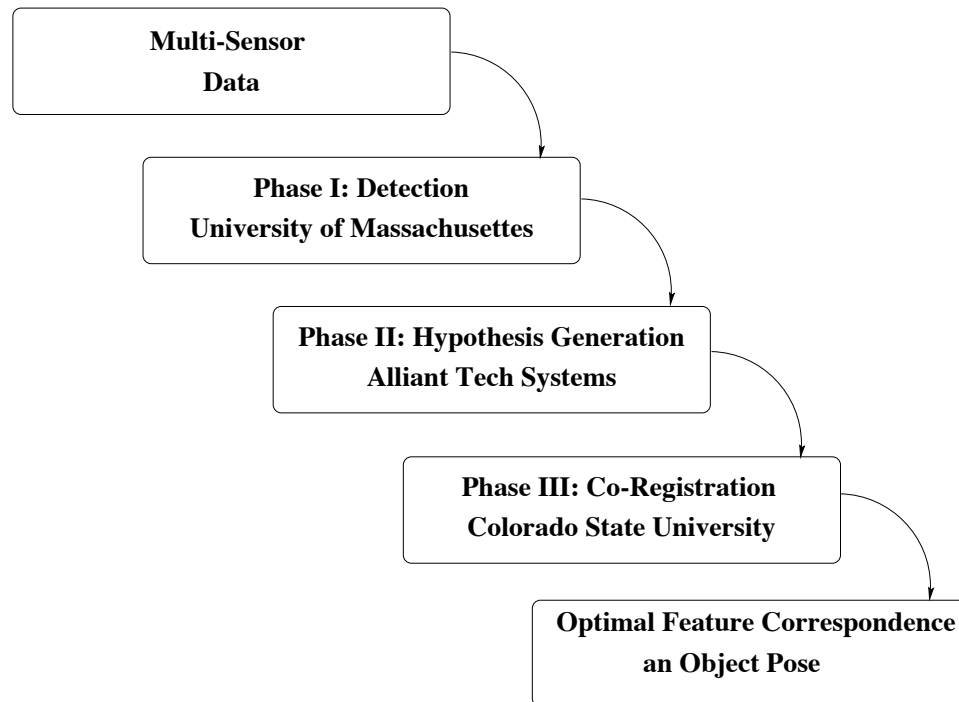 Multi-Sensor
Data
Phase I: Detection
University of Massachusettes
Phase II: Hypothesis Generation
Alliant Tech Systems
Phase III: Co-Registration
Colorado State University
Optimal Feature Correspondence
an Object Pose